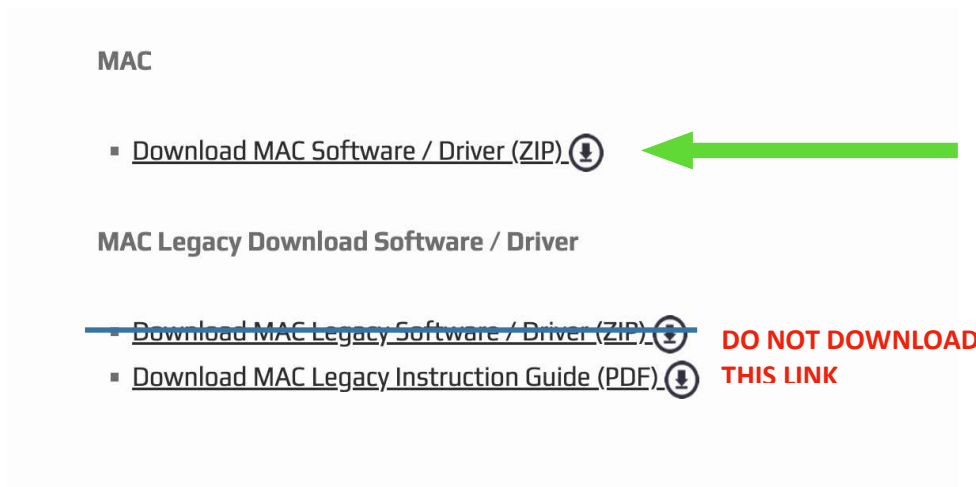 MAC
Download MAC Software / Driver (ZIP)
MAC Legacy Download Software / Driver
Download MAC Legacy Software / Driver (ZIP)
Download MAC Legacy Instruction Guide (PDF)
DO NOT DOWNLOAD
THIS LINK